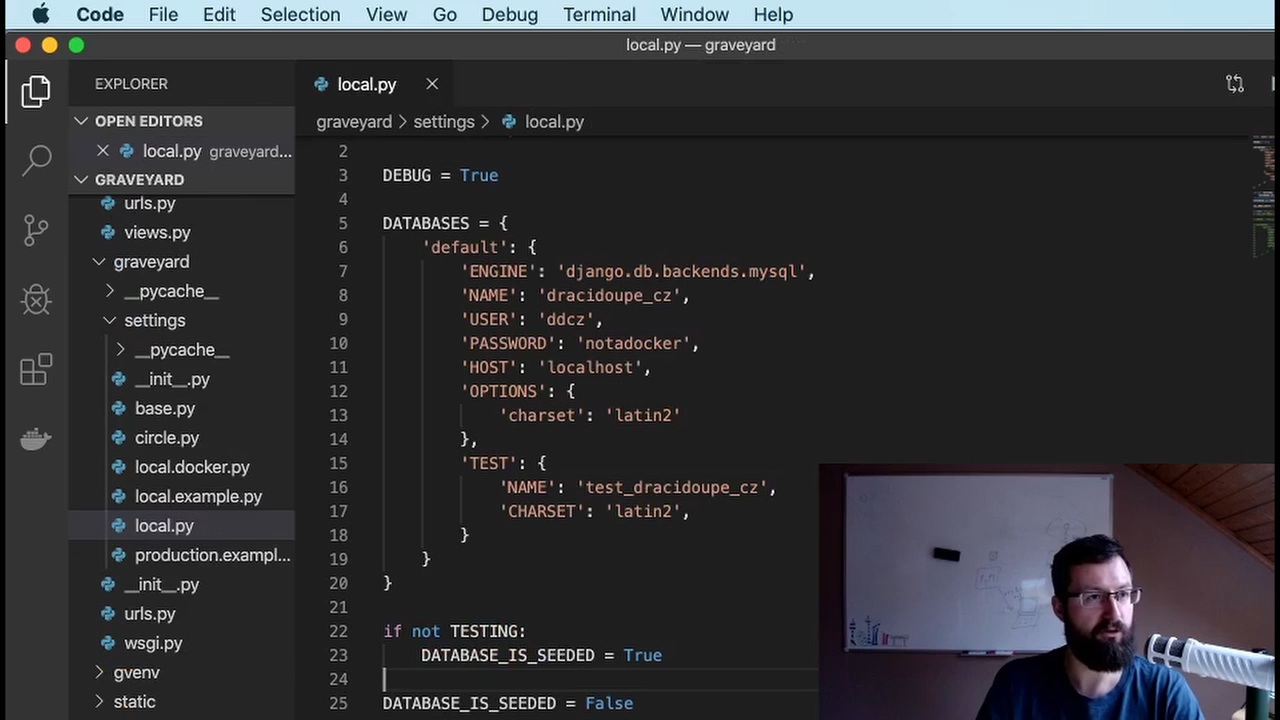 Code File Edit Selection View Go Debug Terminal Window Help
local.py — graveyard
EXPLORER
OPEN EDITORS
local.py graveyard...
GRAVEYARD
urls.py
views.py
graveyard
__pycache__
settings
__pycache__
__init__.py
base.py
circle.py
local.docker.py
local.example.py
local.py
production.exampl...
__init__.py
urls.py
wsgi.py
gvenv
static
local.py
graveyard > settings > local.py
2
3 DEBUG = True
4
5 DATABASES = {
6 'default': {
7 'ENGINE': 'django.db.backends.mysql',
8 'NAME': 'dracidoupe_cz',
9 'USER': 'ddcz',
10 'PASSWORD': 'notadocker',
11 'HOST': 'localhost',
12 'OPTIONS': {
13 'charset': 'latin2'
14 },
15 'TEST': {
16 'NAME': 'test_dracidoupe_cz',
17 'CHARSET': 'latin2',
18 }
19 }
20 }
21
22 if not TESTING:
23 DATABASE_IS_SEEDED = True
24
25 DATABASE_IS_SEEDED = False